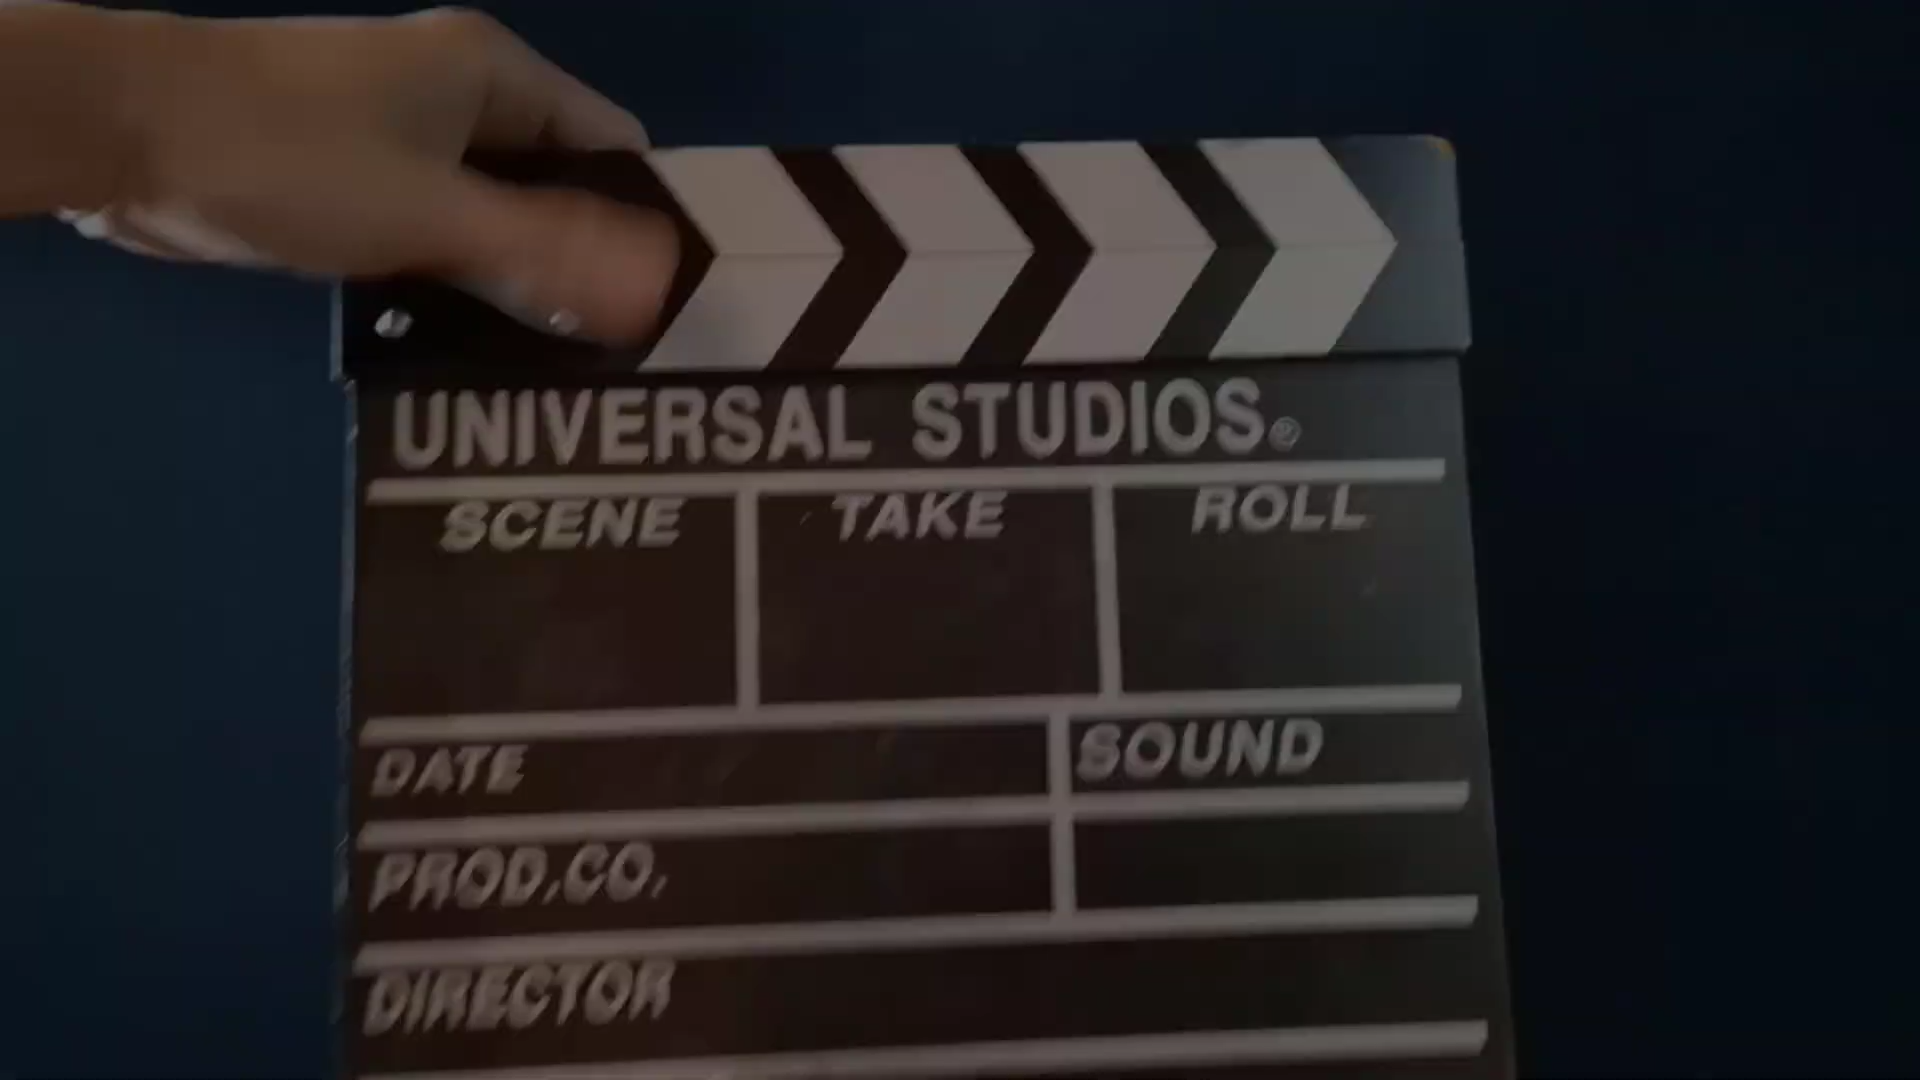 UNIVERSAL STUDIOS®
SCENE TAKE ROLL
DATE SOUND
PROD.CO.
DIRECTOR